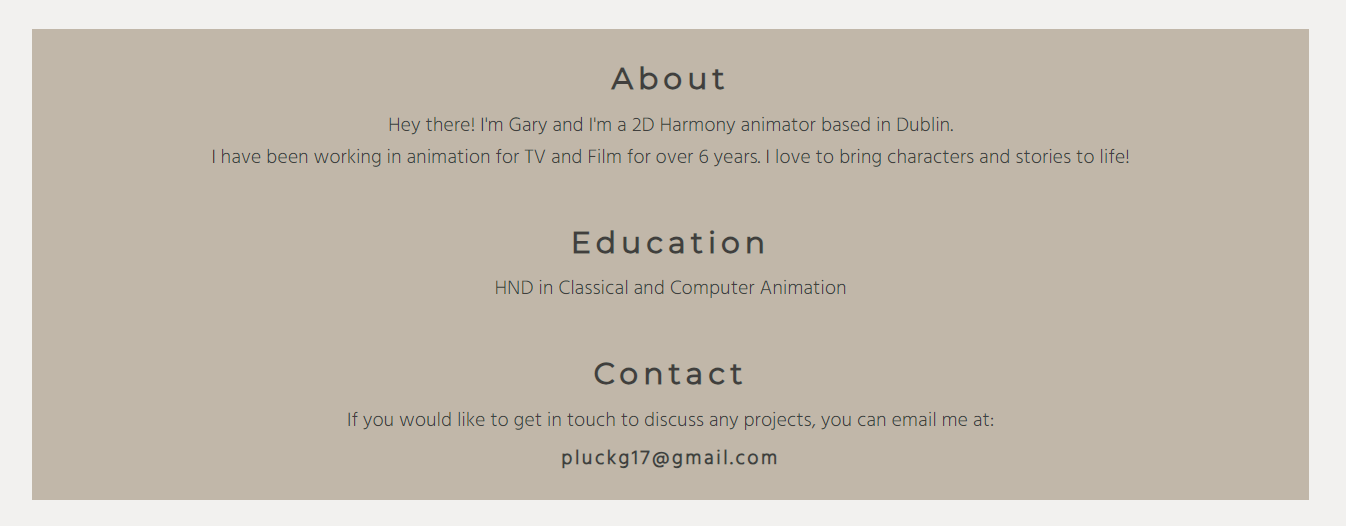 About
Hey there! I'm Gary and I'm a 2D Harmony animator based in Dublin.
I have been working in animation for TV and Film for over 6 years. I love to bring characters and stories to life!
Education
HND in Classical and Computer Animation
Contact
If you would like to get in touch to discuss any projects, you can email me at:
pluckg17@gmail.com